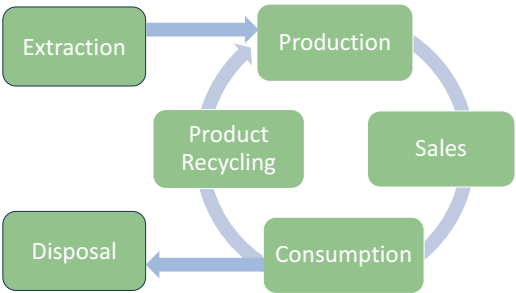 Extraction
Production
Product
Recycling
Sales
Disposal
Consumption